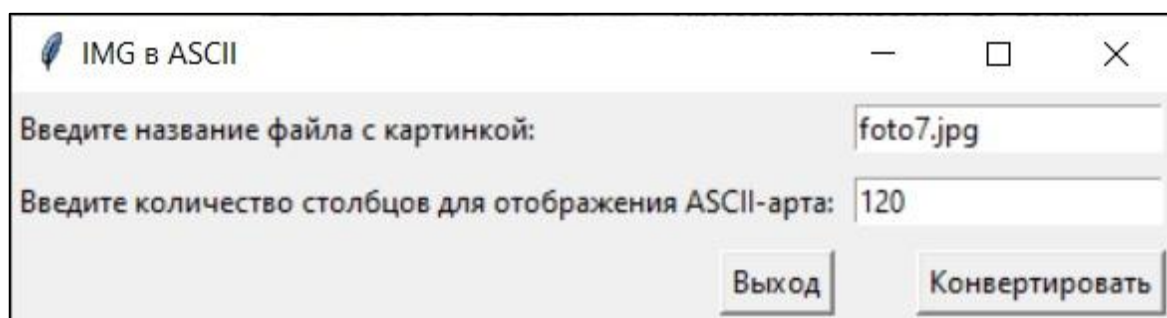 IMG в ASCII
Введите название файла с картинкой: foto7.jpg
Введите количество столбцов для отображения ASCII-арта: 120
Выход Конвертировать